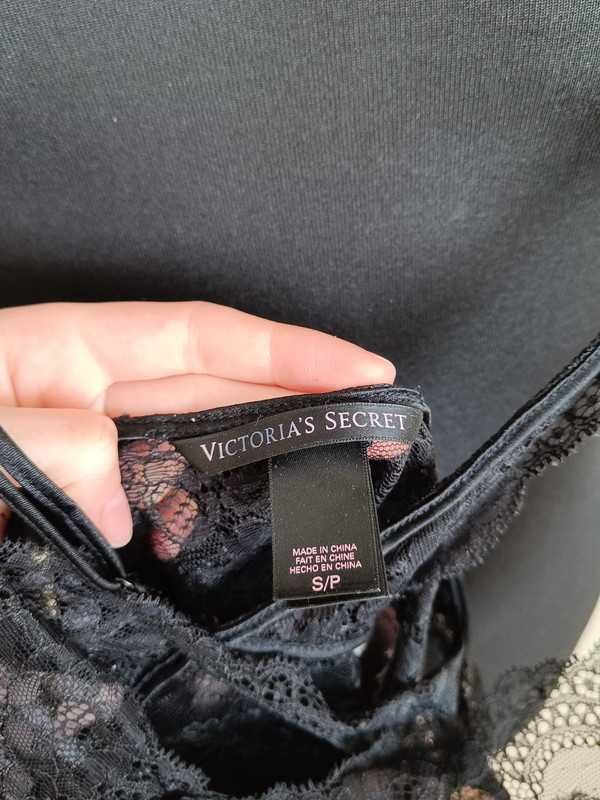 VICTORIA'S SECRET
MADE IN CHINA
FAIT EN CHINE
HECHO EN CHINA
S/P